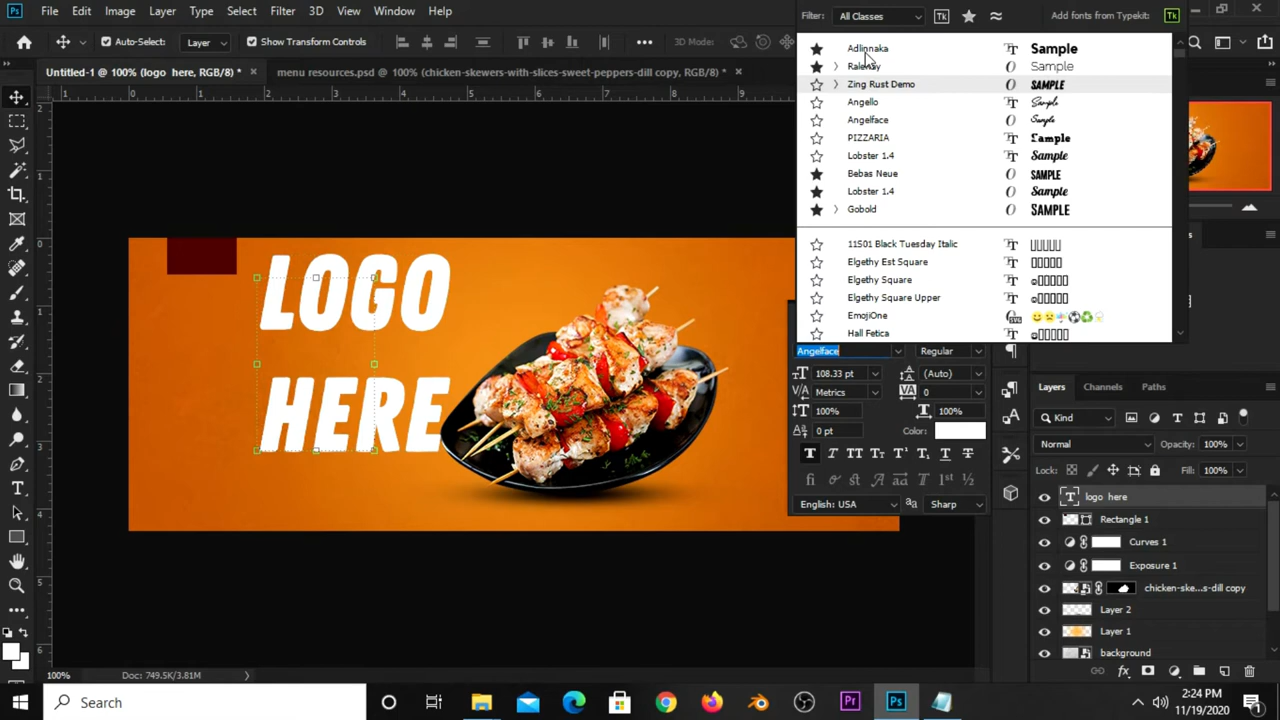 File Edit Image Layer Type Select Filter 3D View Window Help
Filter: All Classes Tk Add fonts from Typekit: Tk
Auto-Select: Layer Show Transform Controls 3D Mode:
Untitled-1 @ 100% (logo  here, RGB/8) * × menu resources.psd @ 100% (chicken-skewers-with-slices-sweet-peppers-dill copy, RGB/8) * ×
Adlinnaka Sample
Raleway Sample
Zing Rust Demo SAMPLE
Angello Sample
Angelface Sample
PIZZARIA Sample
Lobster 1.4 Sample
Bebas Neue SAMPLE
Lobster 1.4 Sample
Gobold SAMPLE
11S01 Black Tuesday Italic
Elgethy Est Square
Elgethy Square
Elgethy Square Upper
EmojiOne
Hall Fetica
LOGO
HERE
Angelface Regular
108.33 pt (Auto)
Metrics 0
100% 100%
0 pt Color:
English: USA Sharp
Layers Channels Paths
Kind
Normal Opacity: 100%
Lock: Fill: 100%
logo  here
Rectangle 1
Curves 1
Exposure 1
chicken-ske...s-dill copy
Layer 2
Layer 1
background
100% Doc: 749.5K/3.81M
Search
2:24 PM
11/19/2020